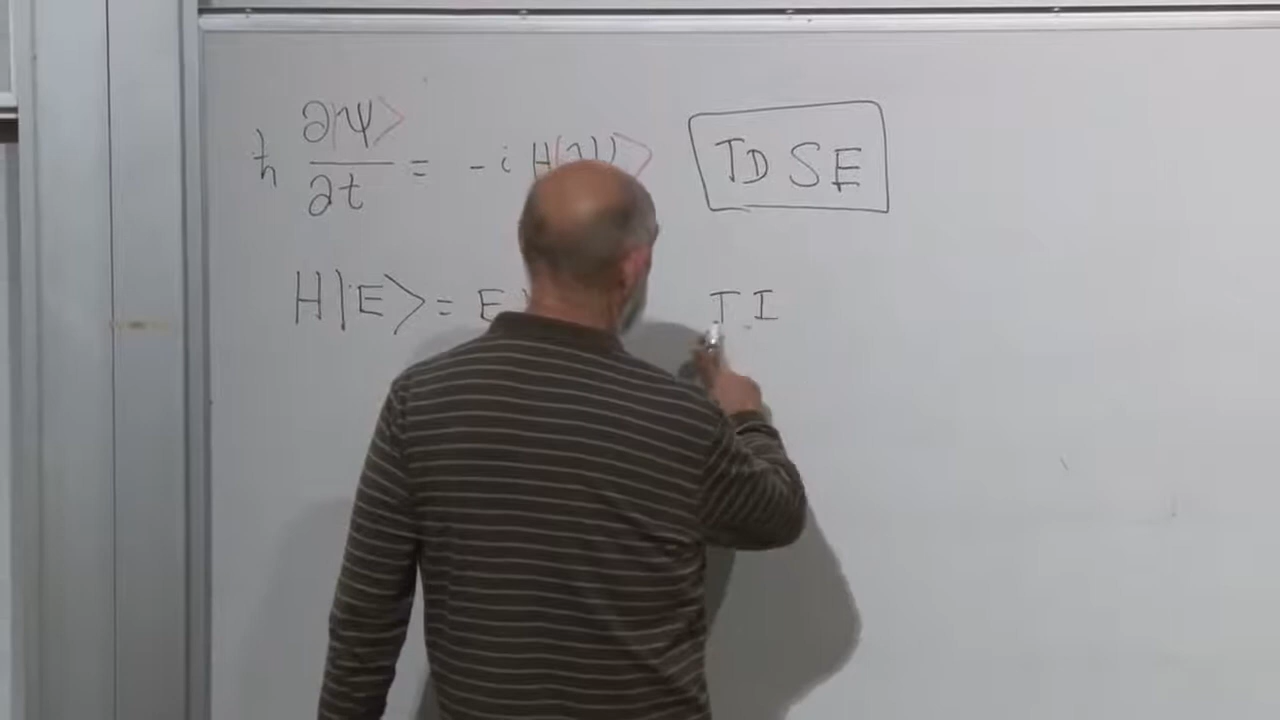 ħ ∂|ψ⟩/∂t = -i H|ψ⟩ TDSE
H|E⟩ = E TI